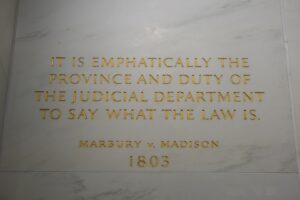 IT IS EMPHATICALLY THE
PROVINCE AND DUTY OF
THE JUDICIAL DEPARTMENT
TO SAY WHAT THE LAW IS.
MARBURY v. MADISON
1803